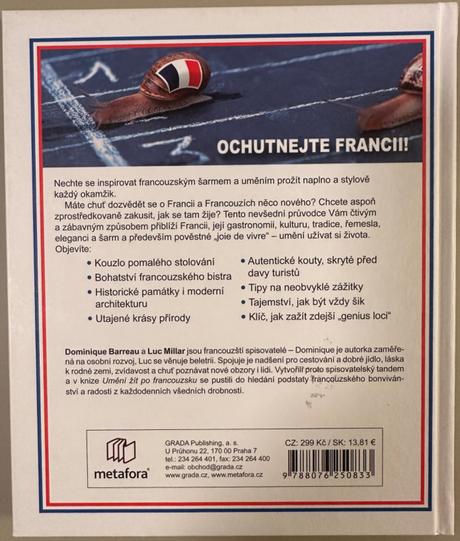 OCHUTNEJTE FRANCII!
Nechte se inspirovat francouzským šarmem a uměním prožít naplno a stylově
každý okamžik.
Máte chuť dozvědět se o Francii a Francouzích něco nového? Chcete aspoň
zprostředkovaně zakusit, jak se tam žije? Tento nevšední průvodce Vám čtivým
a zábavným způsobem přiblíží Francii, její gastronomii, kulturu, tradice, řemesla,
eleganci a šarm a především pověstné „joie de vivre“ – umění užívat si života.
Objevíte:
• Kouzlo pomalého stolování
• Bohatství francouzského bistra
• Historické památky i moderní
architekturu
• Utajené krásy přírody
• Autentické kouty, skryté před
davy turistů
• Tipy na neobvyklé zážitky
• Tajemství, jak být vždy šik
• Klíč, jak zažít zdejší „genius loci“
Dominique Barreau a Luc Millar jsou francouzští spisovatelé – Dominique je autorka zaměře-
ná na osobní rozvoj, Luc se věnuje beletrii. Spojuje je nadšení pro cestování a dobré jídlo, láska
k rodné zemi, zvídavost a chuť poznávat nové obzory i lidi. Vytvořili proto spisovatelský tandem
a v knize Umění žít po francouzsku se pustili do hledání podstaty francouzského bonviván-
ství a radosti z každodenních všedních drobností.
metafora®
GRADA Publishing, a. s.
U Průhonu 22, 170 00 Praha 7
tel.: 234 264 401, fax: 234 264 400
e-mail: obchod@grada.cz
www.grada.cz, www.metafora.cz
CZ: 299 Kč / SK: 13,81 €
9 788076 250833